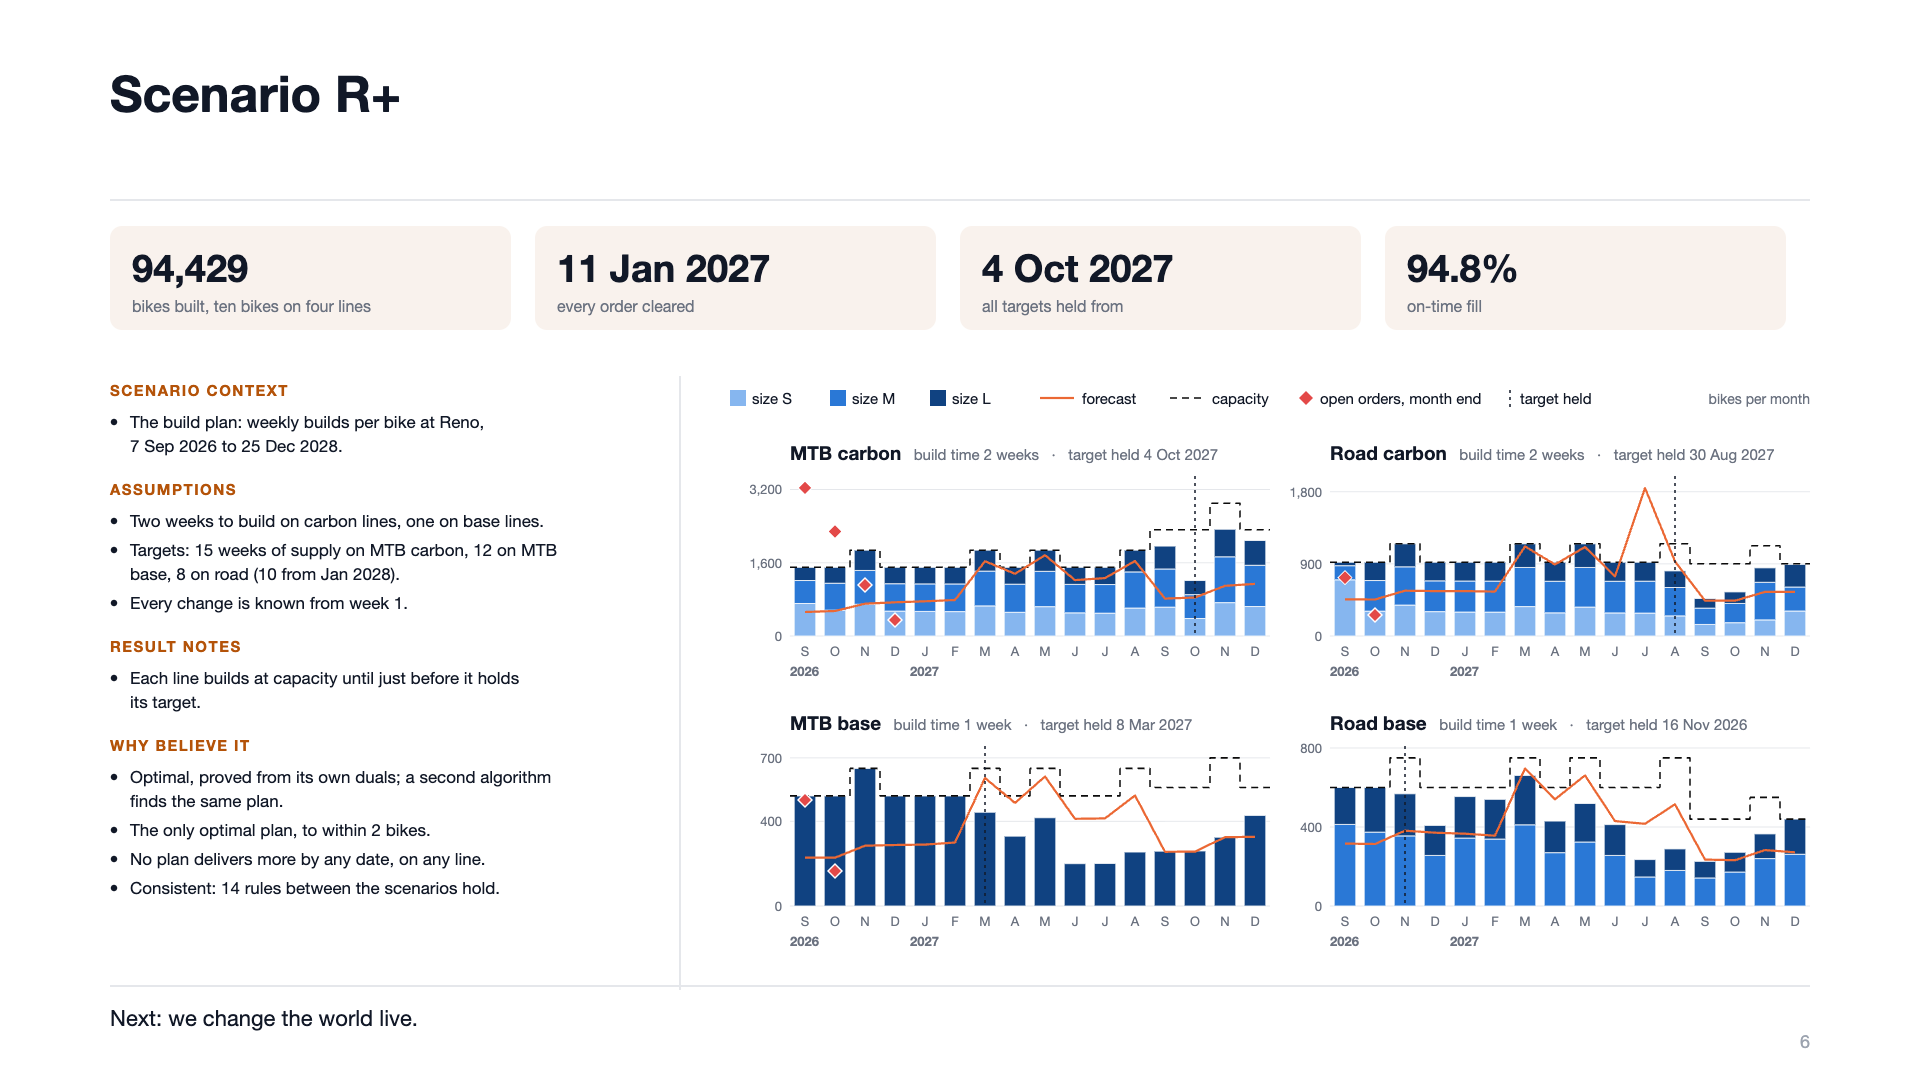 Scenario R+
94,429
bikes built, ten bikes on four lines
11 Jan 2027
every order cleared
4 Oct 2027
all targets held from
94.8%
on-time fill
SCENARIO CONTEXT
• The build plan: weekly builds per bike at Reno,
7 Sep 2026 to 25 Dec 2028.
ASSUMPTIONS
• Two weeks to build on carbon lines, one on base lines.
• Targets: 15 weeks of supply on MTB carbon, 12 on MTB
base, 8 on road (10 from Jan 2028).
• Every change is known from week 1.
RESULT NOTES
• Each line builds at capacity until just before it holds
its target.
WHY BELIEVE IT
• Optimal, proved from its own duals; a second algorithm
finds the same plan.
• The only optimal plan, to within 2 bikes.
• No plan delivers more by any date, on any line.
• Consistent: 14 rules between the scenarios hold.
size S size M size L forecast capacity open orders, month end target held bikes per month
MTB carbon build time 2 weeks · target held 4 Oct 2027
3,200
1,600
0
S O N D J F M A M J J A S O N D
2026 2027
Road carbon build time 2 weeks · target held 30 Aug 2027
1,800
900
0
S O N D J F M A M J J A S O N D
2026 2027
MTB base build time 1 week · target held 8 Mar 2027
700
400
0
S O N D J F M A M J J A S O N D
2026 2027
Road base build time 1 week · target held 16 Nov 2026
800
400
0
S O N D J F M A M J J A S O N D
2026 2027
Next: we change the world live.
6